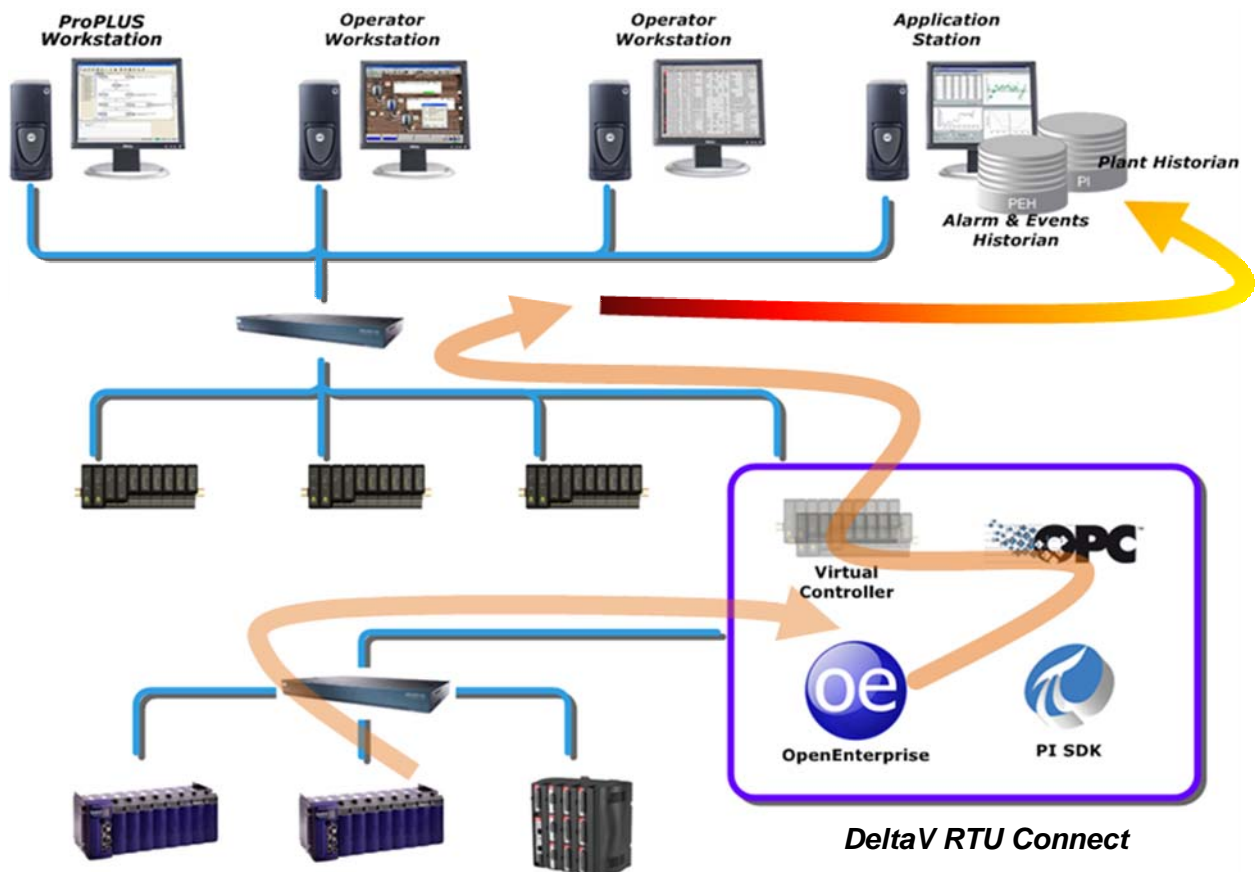 ProPLUS
Workstation
Operator
Workstation
Operator
Workstation
Application
Station
Plant Historian
PI
PEH
Alarm & Events
Historian
Virtual
Controller
OPC™
oe
OpenEnterprise
PI SDK
DeltaV RTU Connect